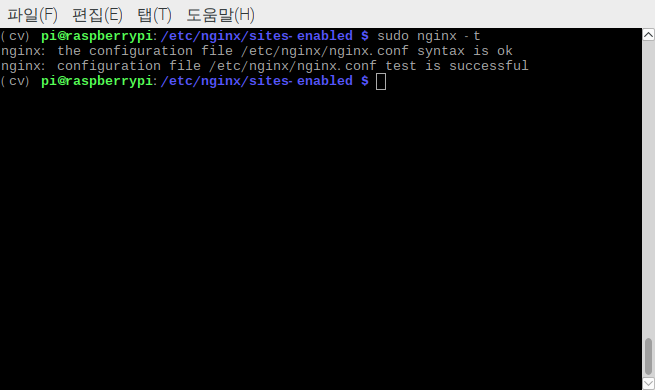 파일(F) 편집(E) 탭(T) 도움말(H)
(cv) pi@raspberrypi:/etc/nginx/sites-enabled $ sudo nginx -t
nginx: the configuration file /etc/nginx/nginx.conf syntax is ok
nginx: configuration file /etc/nginx/nginx.conf test is successful
(cv) pi@raspberrypi:/etc/nginx/sites-enabled $